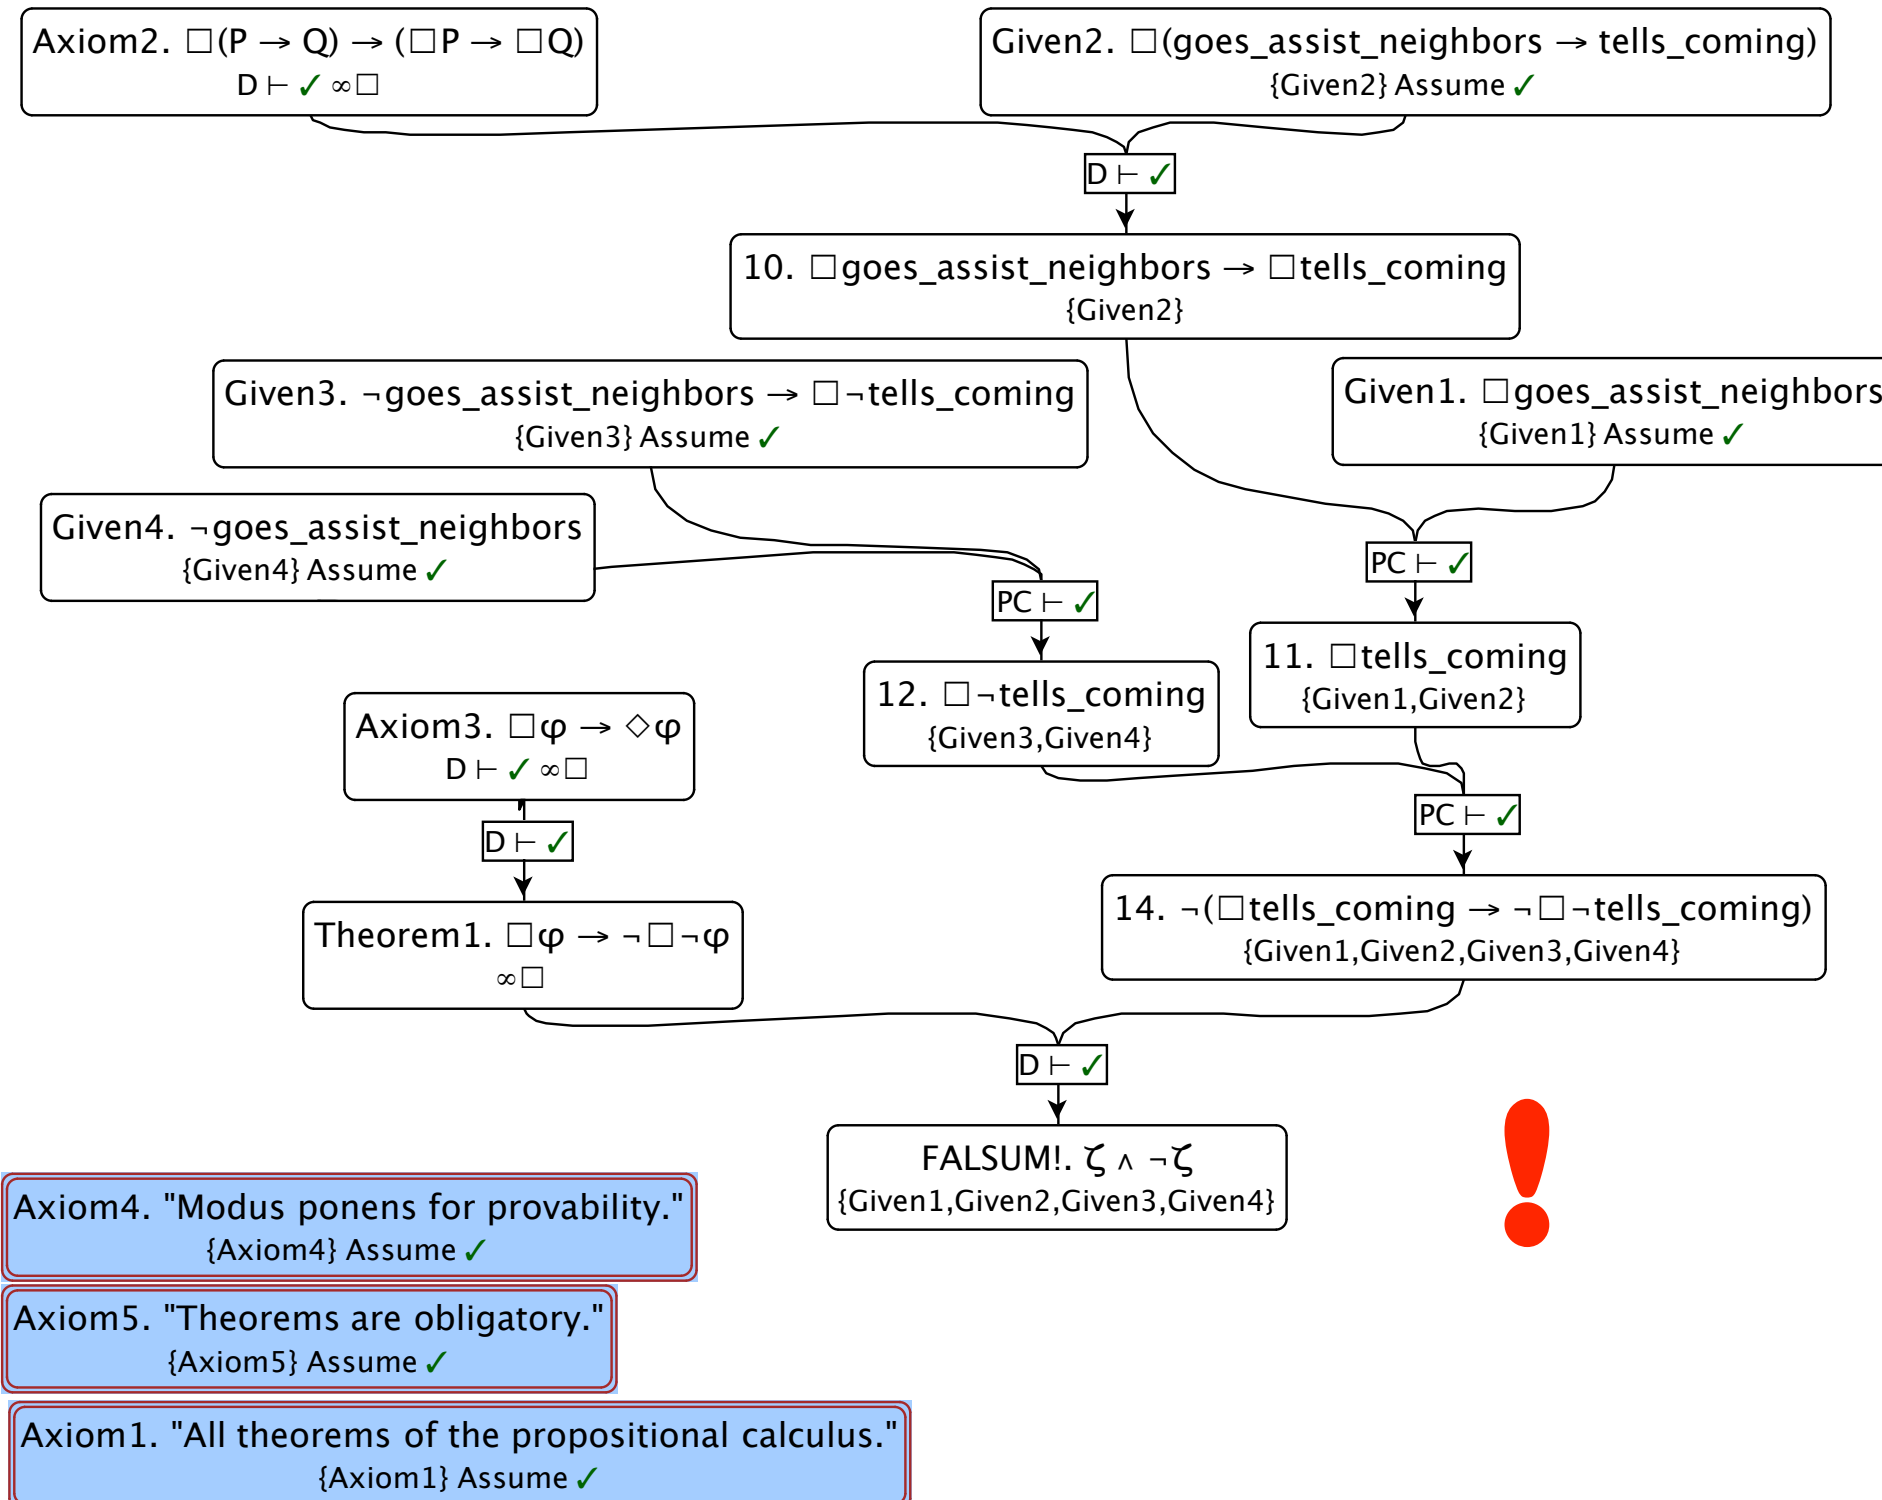 Axiom2. □(P → Q) → (□P → □Q)
D ⊢ ✓ ∞□
Given2. □(goes_assist_neighbors → tells_coming)
{Given2} Assume ✓
D ⊢ ✓
10. □goes_assist_neighbors → □tells_coming
{Given2}
Given3. ¬goes_assist_neighbors → □¬tells_coming
{Given3} Assume ✓
Given1. □goes_assist_neighbors
{Given1} Assume ✓
Given4. ¬goes_assist_neighbors
{Given4} Assume ✓
PC ⊢ ✓
PC ⊢ ✓
12. □¬tells_coming
{Given3,Given4}
11. □tells_coming
{Given1,Given2}
Axiom3. □φ → ◇φ
D ⊢ ✓ ∞□
PC ⊢ ✓
D ⊢ ✓
Theorem1. □φ → ¬□¬φ
∞□
14. ¬(□tells_coming → ¬□¬tells_coming)
{Given1,Given2,Given3,Given4}
D ⊢ ✓
FALSUM!. ζ ∧ ¬ζ
{Given1,Given2,Given3,Given4}
!
Axiom4. "Modus ponens for provability."
{Axiom4} Assume ✓
Axiom5. "Theorems are obligatory."
{Axiom5} Assume ✓
Axiom1. "All theorems of the propositional calculus."
{Axiom1} Assume ✓